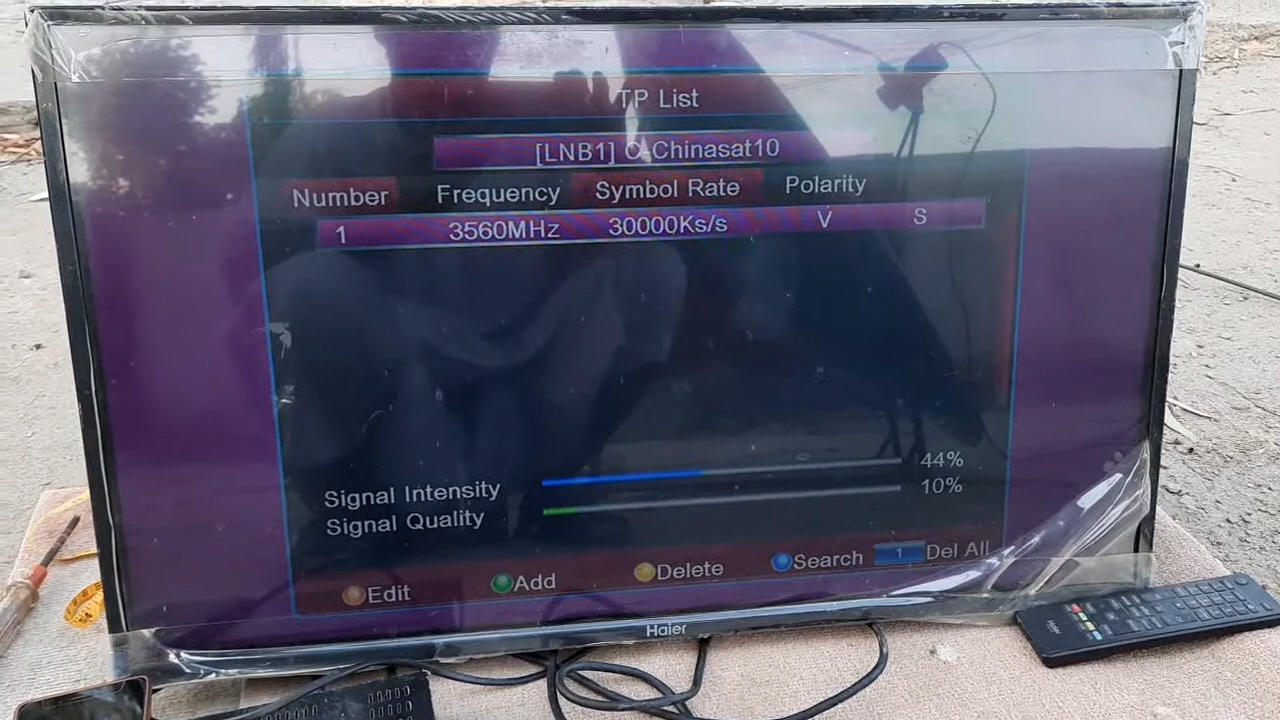 TP List
[LNB1] C-Chinasat10
Number Frequency Symbol Rate Polarity
1 3560MHz 30000Ks/s V S
Signal Intensity 44%
Signal Quality 10%
Edit Add Delete Search 1 Del All
Haier